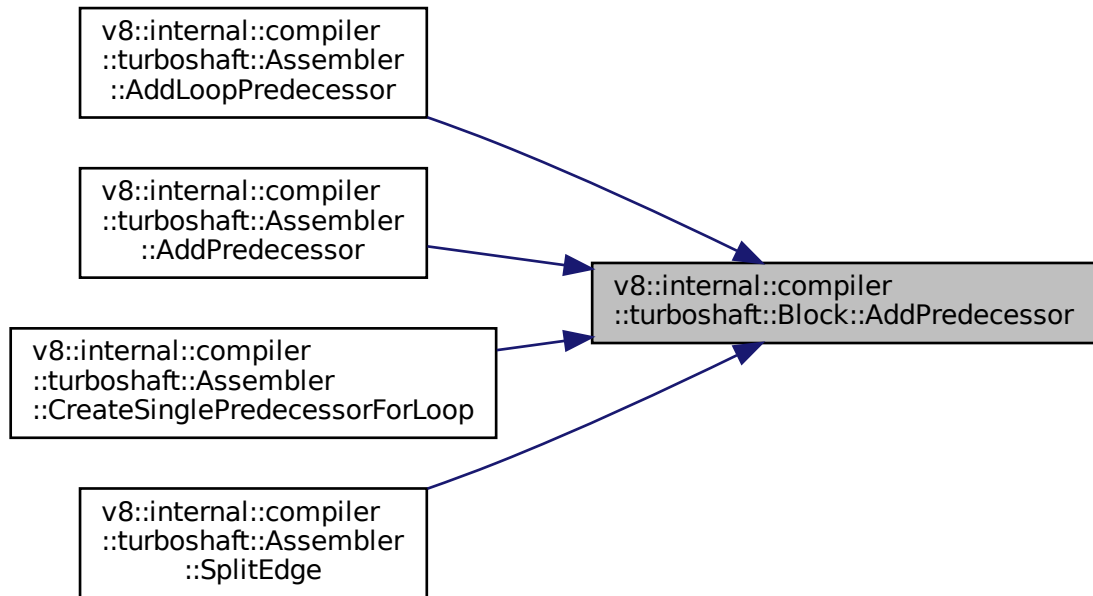 v8::internal::compiler
::turboshaft::Assembler
::AddLoopPredecessor
v8::internal::compiler
::turboshaft::Assembler
::AddPredecessor
v8::internal::compiler
::turboshaft::Block::AddPredecessor
v8::internal::compiler
::turboshaft::Assembler
::CreateSinglePredecessorForLoop
v8::internal::compiler
::turboshaft::Assembler
::SplitEdge